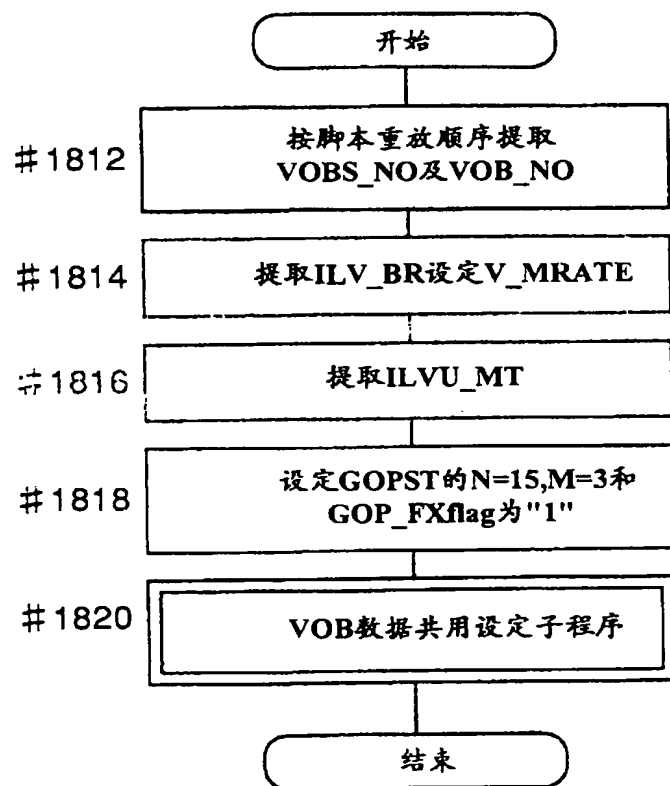 开始
#1812
按脚本重放顺序提取
VOBS_NO及VOB_NO
#1814
提取ILV_BR设定V_MRATE
#1816
提取ILVU_MT
#1818
设定GOPST的N=15,M=3和
GOP_FXflag为"1"
#1820
VOB数据共用设定子程序
结束